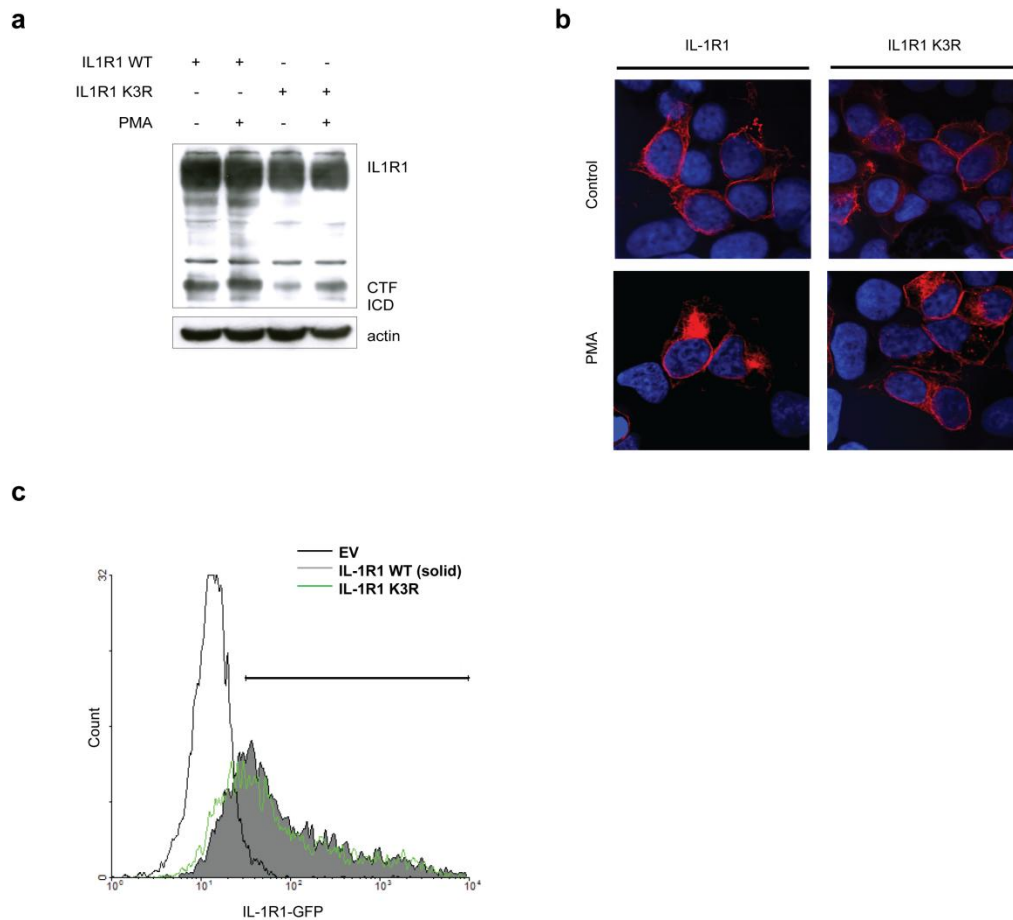 a
IL1R1 WT + + - -
IL1R1 K3R - - + +
PMA - + - +
IL1R1
CTF
ICD
actin
b
IL-1R1 IL1R1 K3R
Control
PMA
c
EV
IL-1R1 WT (solid)
IL-1R1 K3R
32
Count
0
10⁰ 10¹ 10² 10³ 10⁴
IL-1R1-GFP